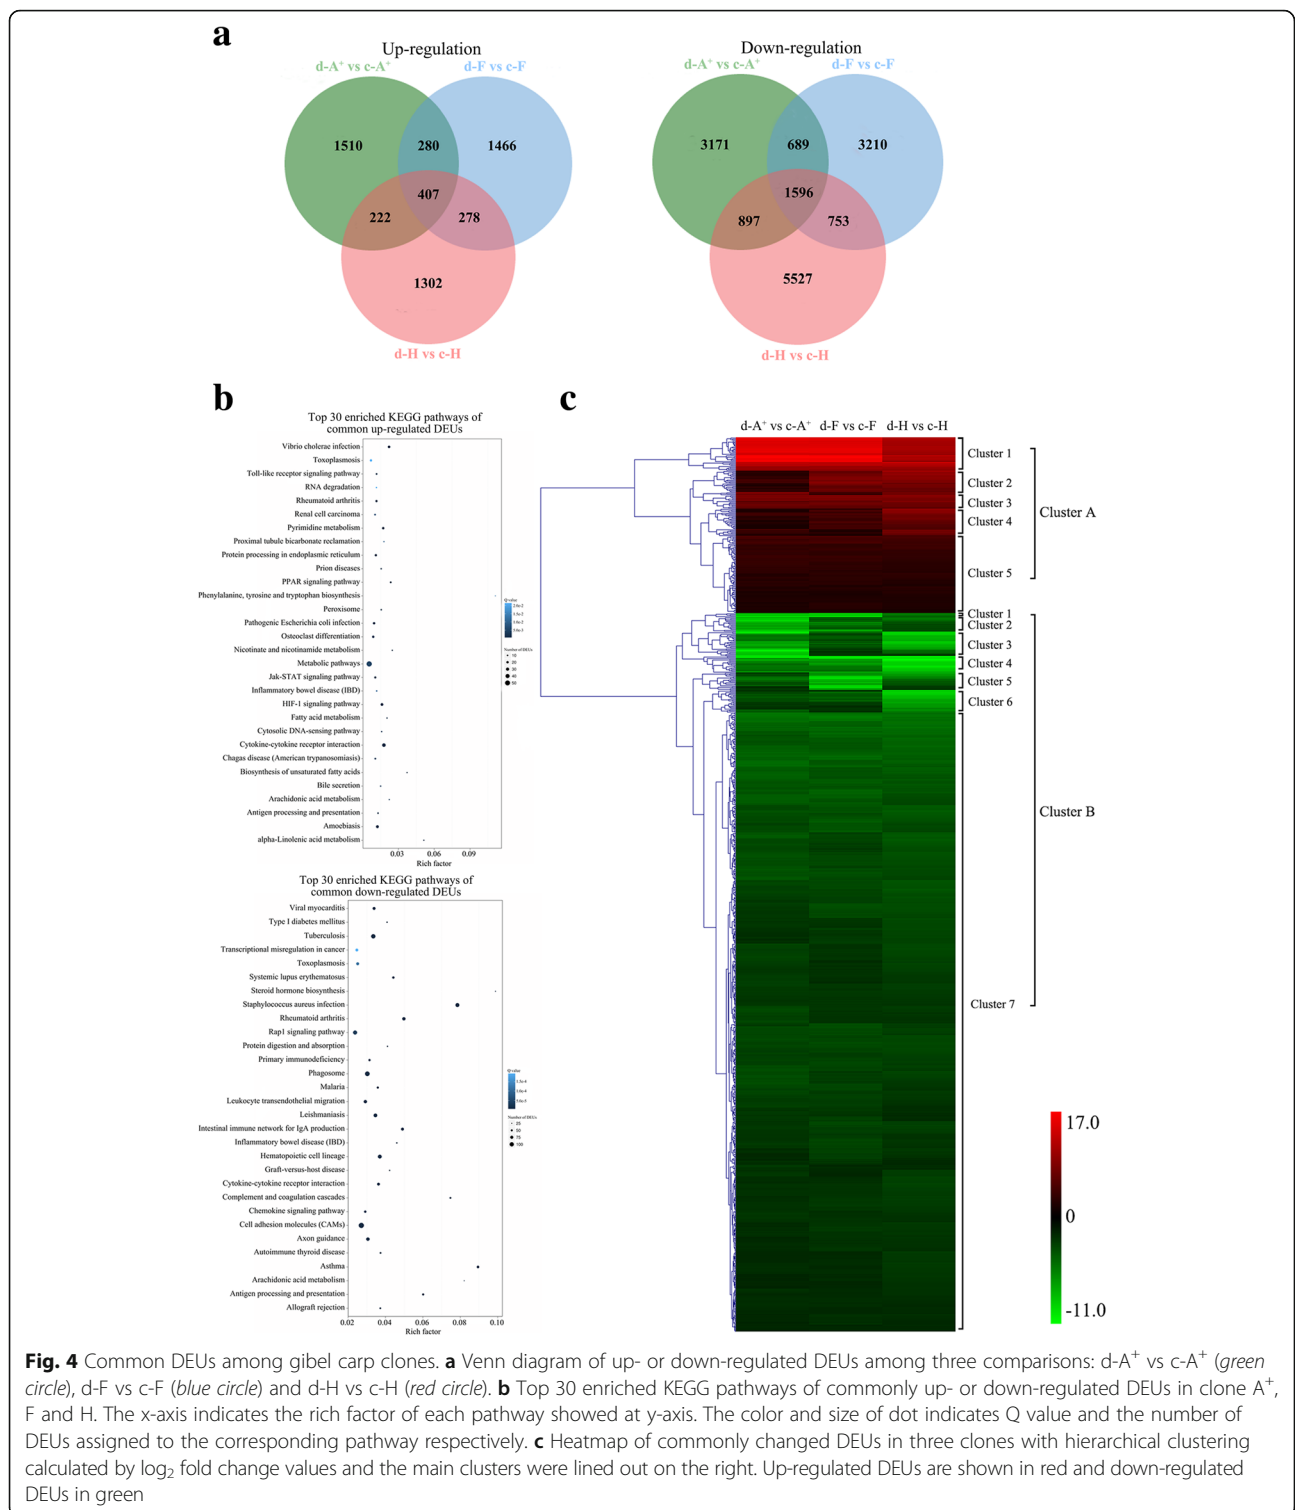 a
Up-regulation
d-A⁺ vs c-A⁺
d-F vs c-F
1510
280
1466
407
222
278
1302
d-H vs c-H
Down-regulation
d-A⁺ vs c-A⁺
d-F vs c-F
3171
689
3210
1596
897
753
5527
d-H vs c-H
b
Top 30 enriched KEGG pathways of
common up-regulated DEUs
Vibrio cholerae infection
Toxoplasmosis
Toll-like receptor signaling pathway
RNA degradation
Rheumatoid arthritis
Renal cell carcinoma
Pyrimidine metabolism
Proximal tubule bicarbonate reclamation
Protein processing in endoplasmic reticulum
Prion diseases
PPAR signaling pathway
Phenylalanine, tyrosine and tryptophan biosynthesis
Peroxisome
Pathogenic Escherichia coli infection
Osteoclast differentiation
Nicotinate and nicotinamide metabolism
Metabolic pathways
Jak-STAT signaling pathway
Inflammatory bowel disease (IBD)
HIF-1 signaling pathway
Fatty acid metabolism
Cytosolic DNA-sensing pathway
Cytokine-cytokine receptor interaction
Chagas disease (American trypanosomiasis)
Biosynthesis of unsaturated fatty acids
Bile secretion
Arachidonic acid metabolism
Antigen processing and presentation
Amoebiasis
alpha-Linolenic acid metabolism
0.03 0.06 0.09
Rich factor
Q value
Number of DEUs
10
20
30
40
50
Top 30 enriched KEGG pathways of
common down-regulated DEUs
Viral myocarditis
Type I diabetes mellitus
Tuberculosis
Transcriptional misregulation in cancer
Toxoplasmosis
Systemic lupus erythematosus
Steroid hormone biosynthesis
Staphylococcus aureus infection
Rheumatoid arthritis
Rap1 signaling pathway
Protein digestion and absorption
Primary immunodeficiency
Phagosome
Malaria
Leukocyte transendothelial migration
Leishmaniasis
Intestinal immune network for IgA production
Inflammatory bowel disease (IBD)
Hematopoietic cell lineage
Graft-versus-host disease
Cytokine-cytokine receptor interaction
Complement and coagulation cascades
Chemokine signaling pathway
Cell adhesion molecules (CAMs)
Axon guidance
Autoimmune thyroid disease
Asthma
Arachidonic acid metabolism
Antigen processing and presentation
Allograft rejection
0.02 0.04 0.06 0.08 0.10
Rich factor
Q value
Number of DEUs
25
50
75
100
c
d-A⁺ vs c-A⁺ d-F vs c-F d-H vs c-H
Cluster 1
Cluster 2
Cluster 3
Cluster 4
Cluster 5
Cluster A
Cluster 1
Cluster 2
Cluster 3
Cluster 4
Cluster 5
Cluster 6
Cluster B
Cluster 7
17.0
0
-11.0
Fig. 4 Common DEUs among gibel carp clones. a Venn diagram of up- or down-regulated DEUs among three comparisons: d-A⁺ vs c-A⁺ (green
circle), d-F vs c-F (blue circle) and d-H vs c-H (red circle). b Top 30 enriched KEGG pathways of commonly up- or down-regulated DEUs in clone A⁺,
F and H. The x-axis indicates the rich factor of each pathway showed at y-axis. The color and size of dot indicates Q value and the number of
DEUs assigned to the corresponding pathway respectively. c Heatmap of commonly changed DEUs in three clones with hierarchical clustering
calculated by log₂ fold change values and the main clusters were lined out on the right. Up-regulated DEUs are shown in red and down-regulated
DEUs in green